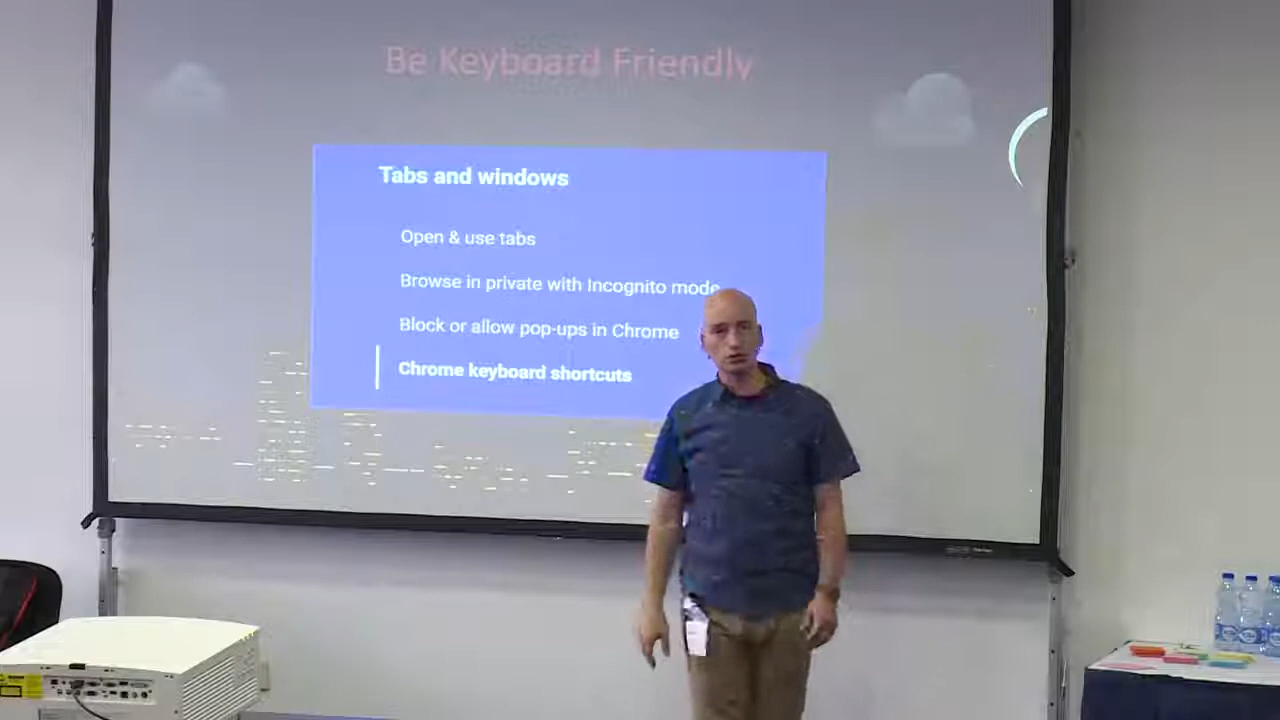 Be Keyboard Friendly
Tabs and windows
Open & use tabs
Browse in private with Incognito mode
Block or allow pop-ups in Chrome
Chrome keyboard shortcuts